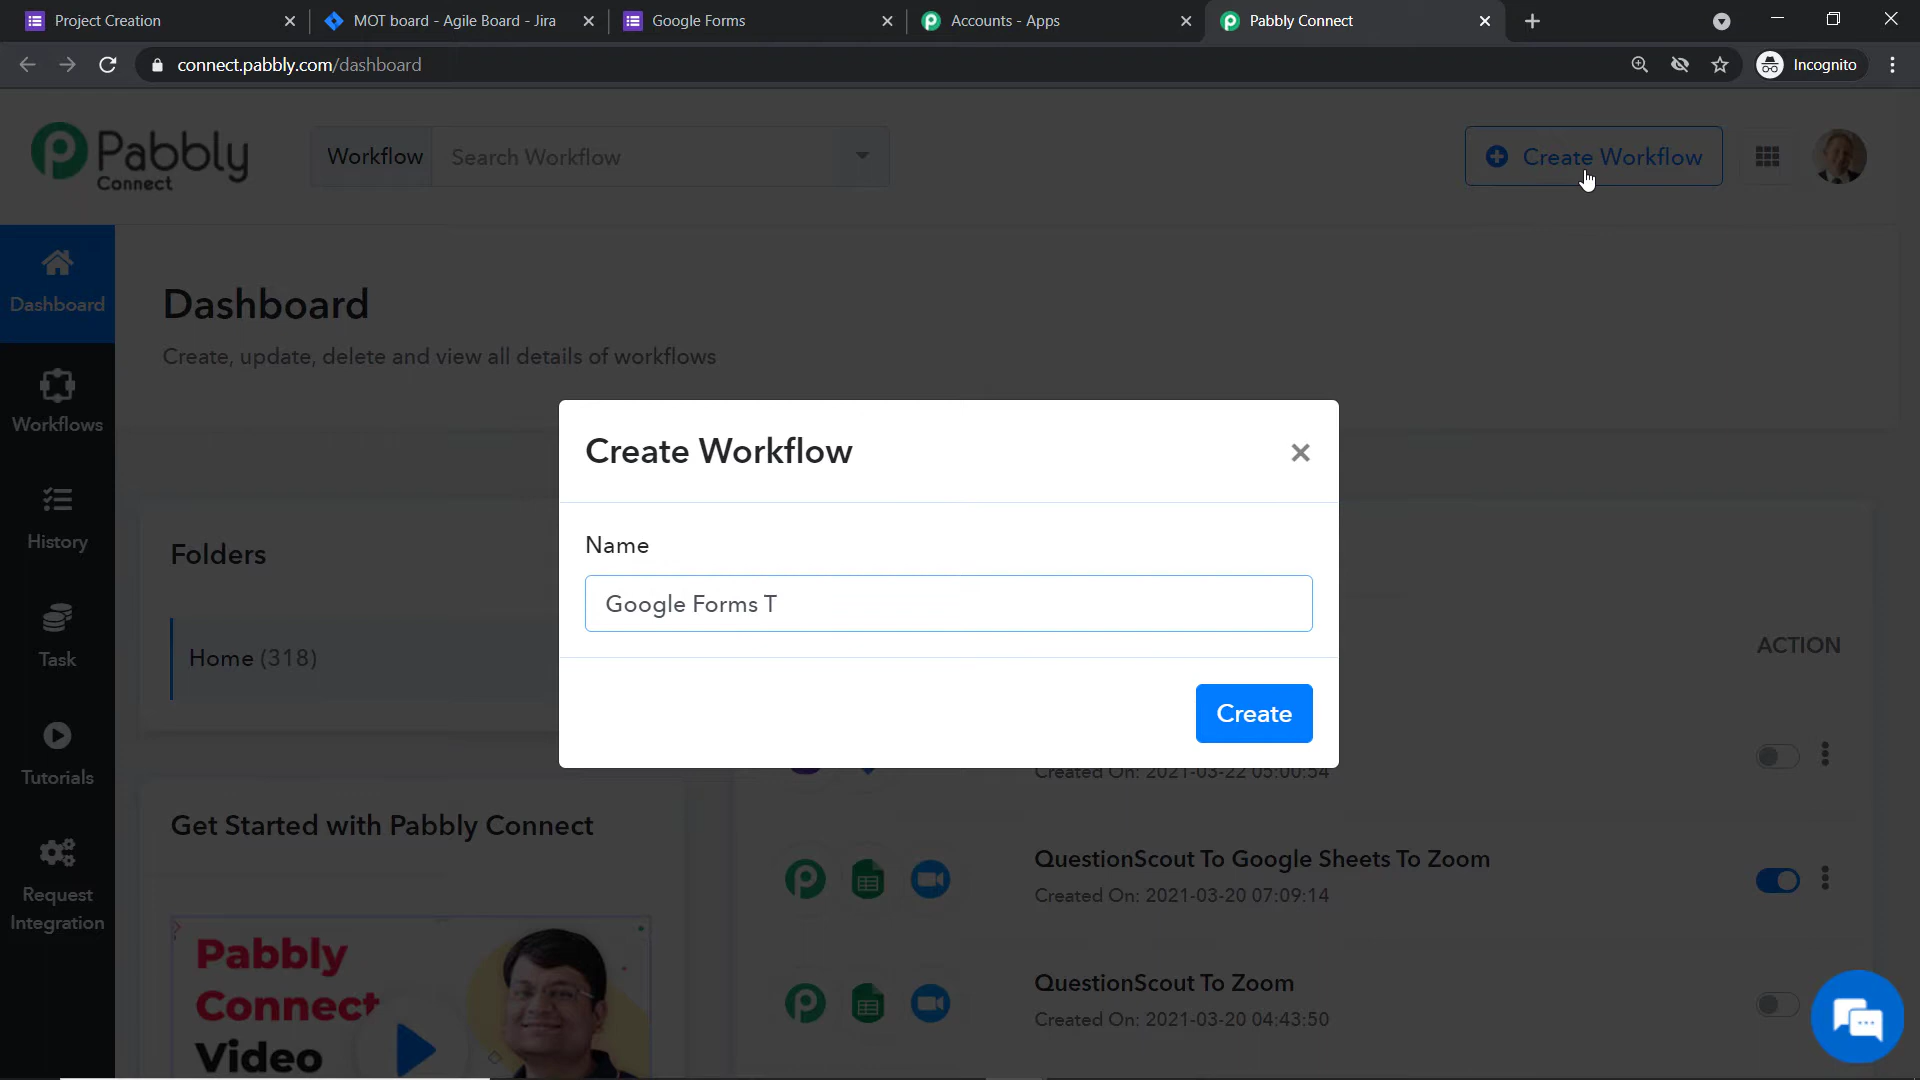 Project Creation
MOT board - Agile Board - Jira
Google Forms
Accounts - Apps
Pabbly Connect
connect.pabbly.com/dashboard
Incognito
Pabbly
Connect
Workflow
Search Workflow
Create Workflow
Dashboard
Workflows
History
Task
Tutorials
Request
Integration
Dashboard
Create, update, delete and view all details of workflows
Create Workflow
Name
Google Forms T
Create
Folders
Home (318)
ACTION
Created On: 2021-03-22 05:00:54
Get Started with Pabbly Connect
Pabbly
Connect
Video
QuestionScout To Google Sheets To Zoom
Created On: 2021-03-20 07:09:14
QuestionScout To Zoom
Created On: 2021-03-20 04:43:50